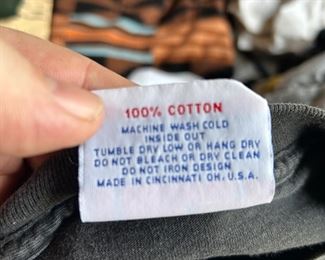 100% COTTON
MACHINE WASH COLD
INSIDE OUT
TUMBLE DRY LOW OR HANG DRY
DO NOT BLEACH OR DRY CLEAN
DO NOT IRON DESIGN
MADE IN CINCINNATI OH, U.S.A.